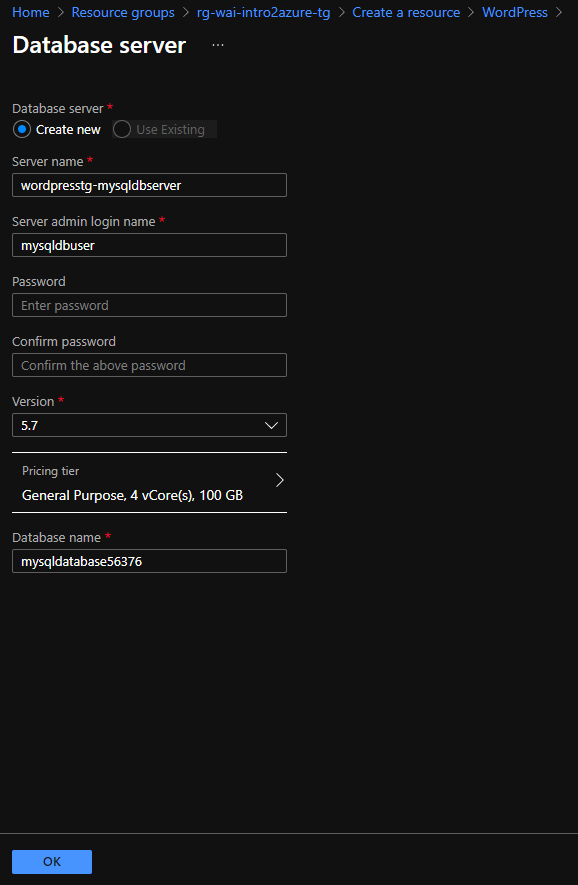 Home > Resource groups > rg-wai-intro2azure-tg > Create a resource > WordPress >
Database server ...
Database server *
Create new Use Existing
Server name *
wordpresstg-mysqldbserver
Server admin login name *
mysqldbuser
Password
Enter password
Confirm password
Confirm the above password
Version *
5.7
Pricing tier
General Purpose, 4 vCore(s), 100 GB
Database name *
mysqldatabase56376
OK